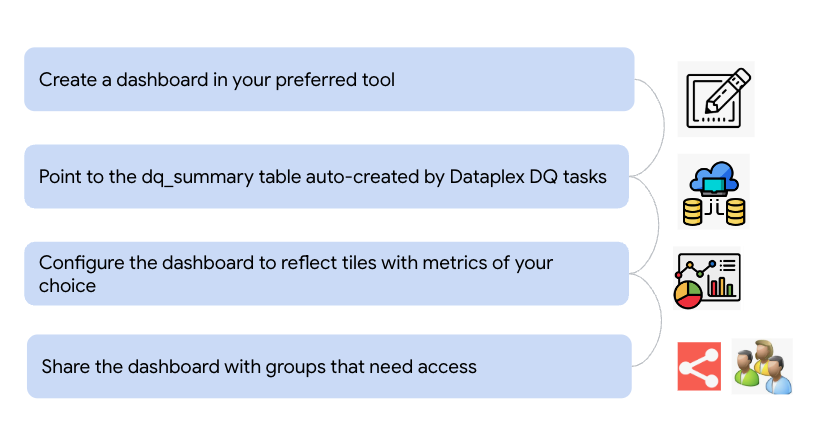 Create a dashboard in your preferred tool
Point to the dq_summary table auto-created by Dataplex DQ tasks
Configure the dashboard to reflect tiles with metrics of your
choice
Share the dashboard with groups that need access